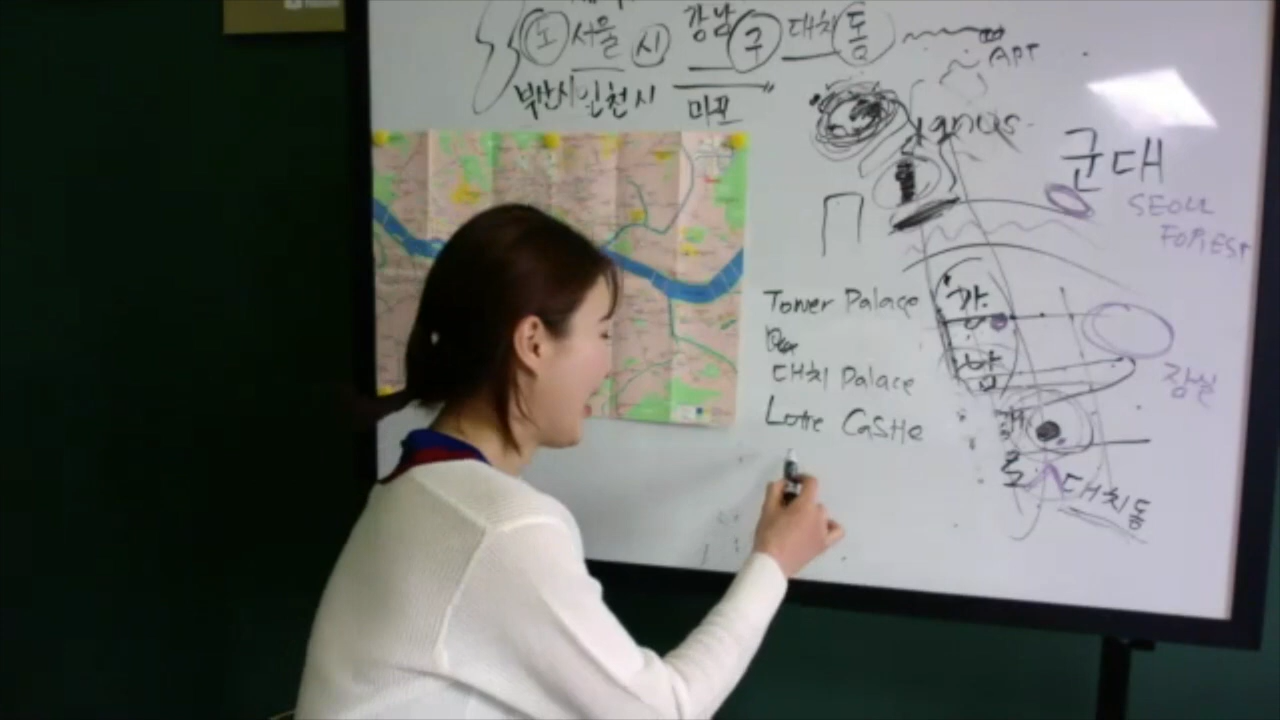 도 서울 시 강남 구 대치 동
APT
부산시 인천시 마포
군대
SEOUL
FOREST
Tower Palace
강
남
대치 Palace
잠실
Lotte Castle
로
대치동